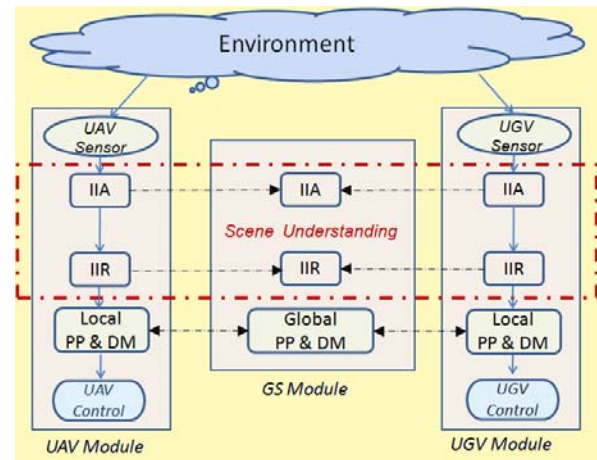 Environment
UAV
Sensor
UGV
Sensor
IIA
IIA
IIA
Scene Understanding
IIR
IIR
IIR
Local
PP & DM
Global
PP & DM
Local
PP & DM
UAV
Control
GS Module
UGV
Control
UAV Module
UGV Module